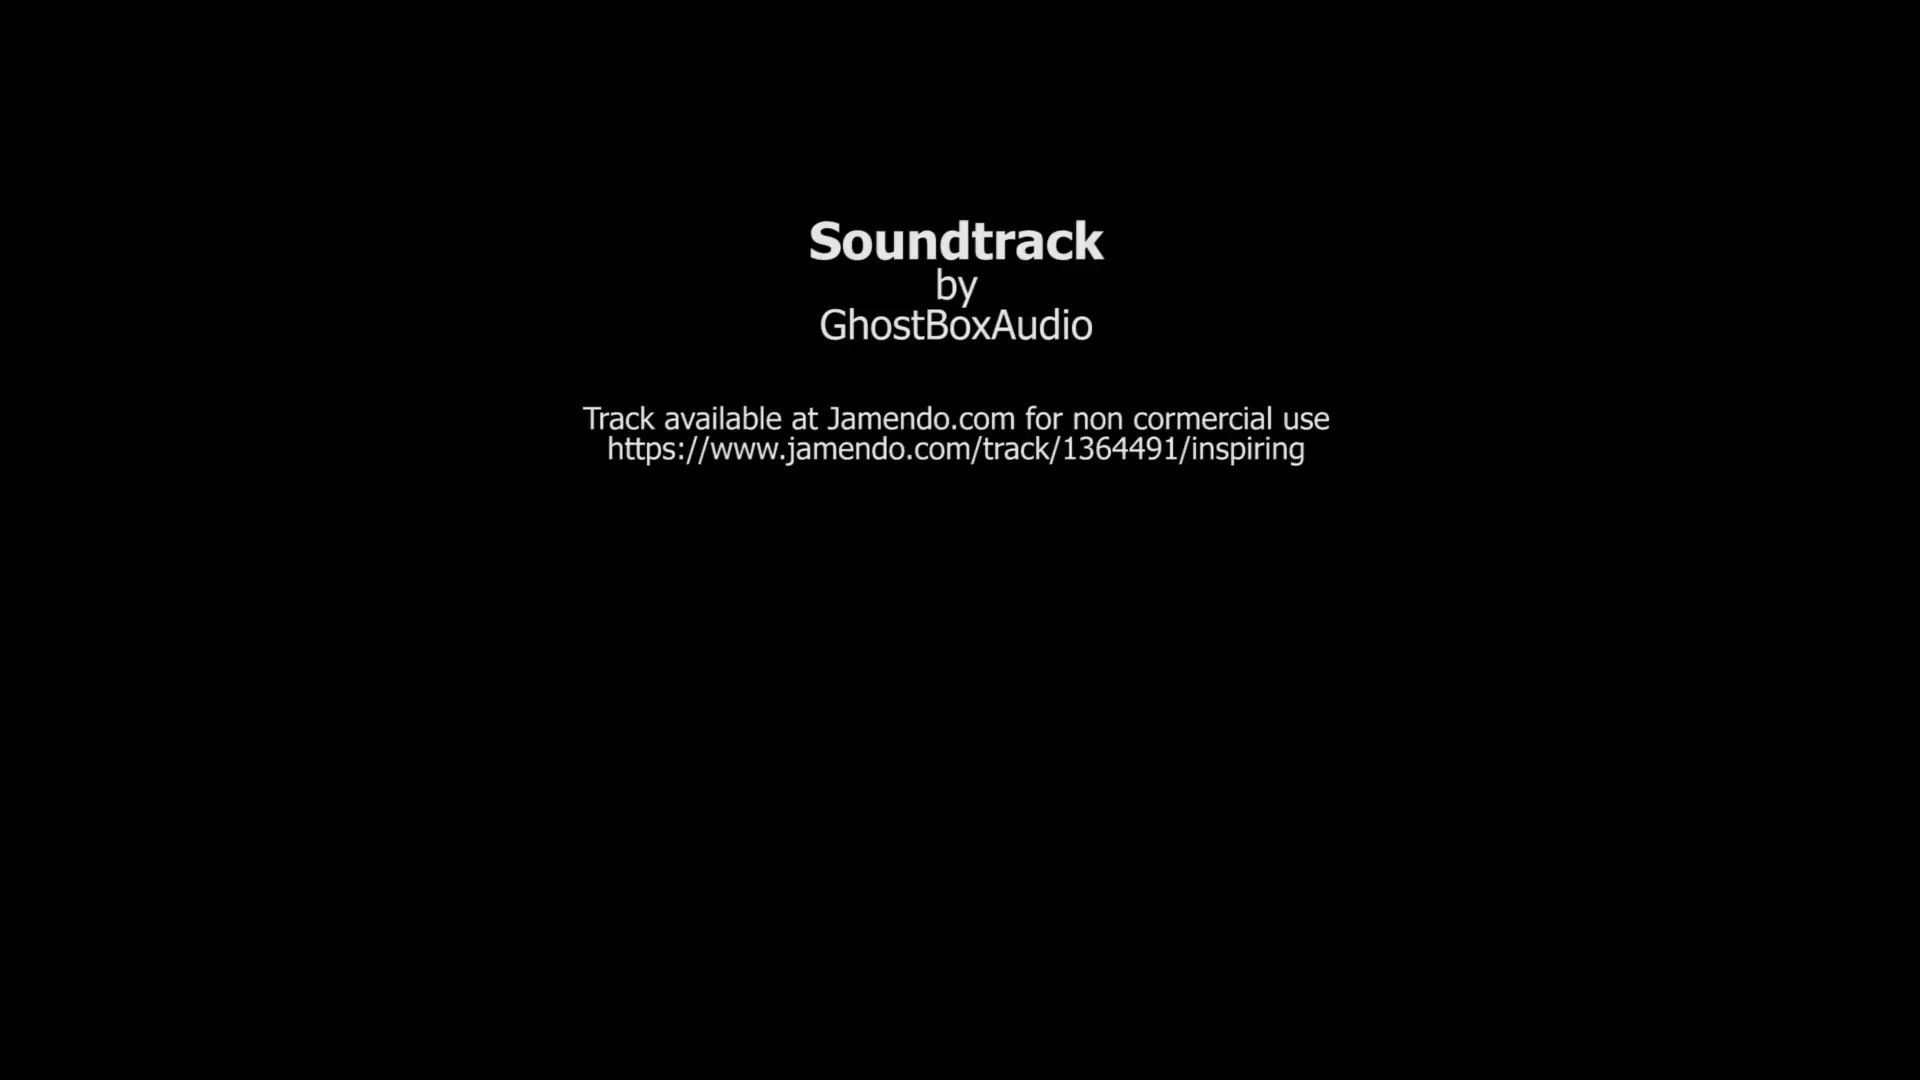 Soundtrack
by
GhostBoxAudio
Track available at Jamendo.com for non cormercial use
https://www.jamendo.com/track/1364491/inspiring